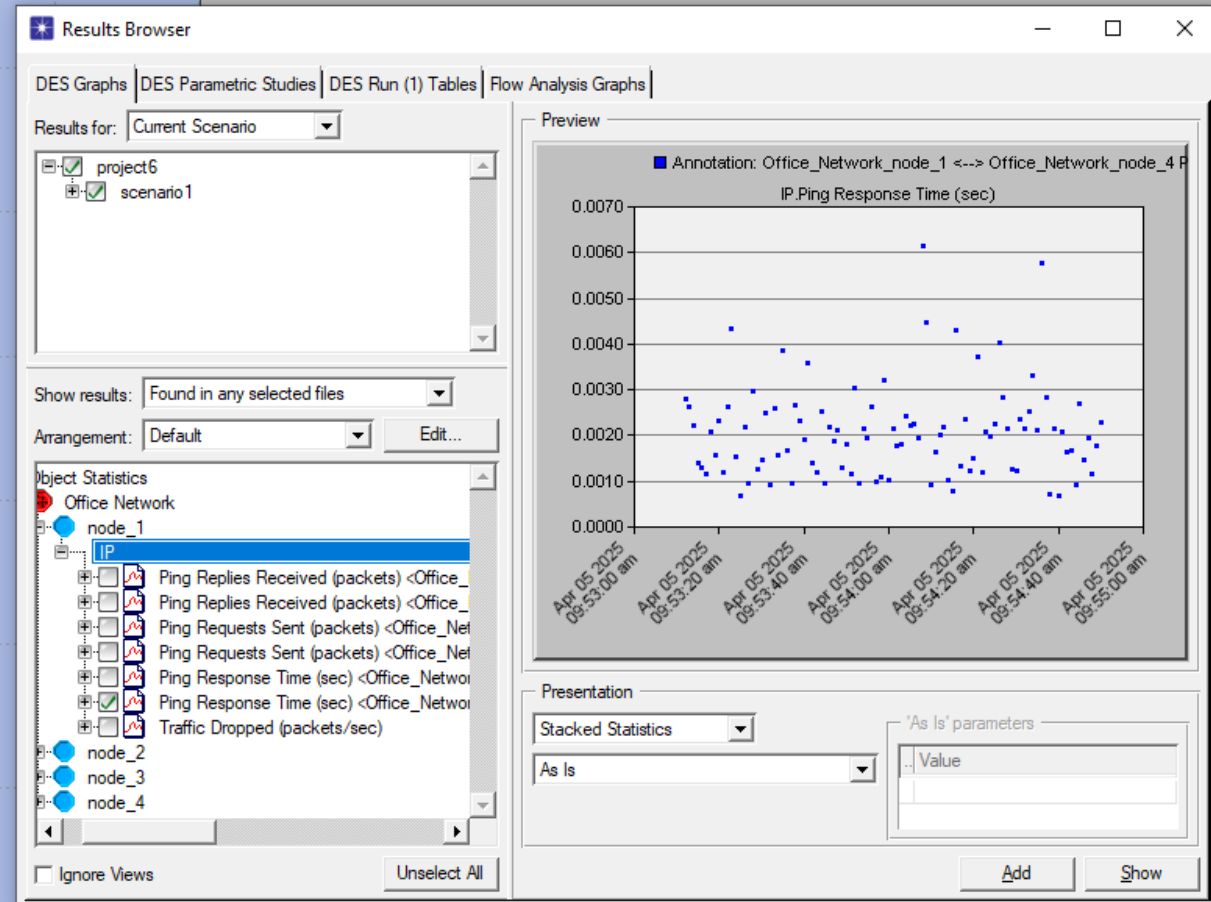 Results Browser
DES Graphs
DES Parametric Studies
DES Run (1) Tables
Flow Analysis Graphs
Results for:
Current Scenario
project6
scenario1
Show results:
Found in any selected files
Arrangement:
Default
Edit...
Object Statistics
Office Network
node_1
IP
Ping Replies Received (packets) <Office_
Ping Replies Received (packets) <Office_
Ping Requests Sent (packets) <Office_Net
Ping Requests Sent (packets) <Office_Net
Ping Response Time (sec) <Office_Networ
Ping Response Time (sec) <Office_Networ
Traffic Dropped (packets/sec)
node_2
node_3
node_4
Ignore Views
Unselect All
Preview
Annotation: Office_Network_node_1 <--> Office_Network_node_4 P
IP.Ping Response Time (sec)
0.0070
0.0060
0.0050
0.0040
0.0030
0.0020
0.0010
0.0000
Apr 05 2025
09:53:00 am
Apr 05 2025
09:53:20 am
Apr 05 2025
09:53:40 am
Apr 05 2025
09:54:00 am
Apr 05 2025
09:54:20 am
Apr 05 2025
09:54:40 am
Apr 05 2025
09:55:00 am
Presentation
Stacked Statistics
As Is
'As Is' parameters
.. Value
Add
Show